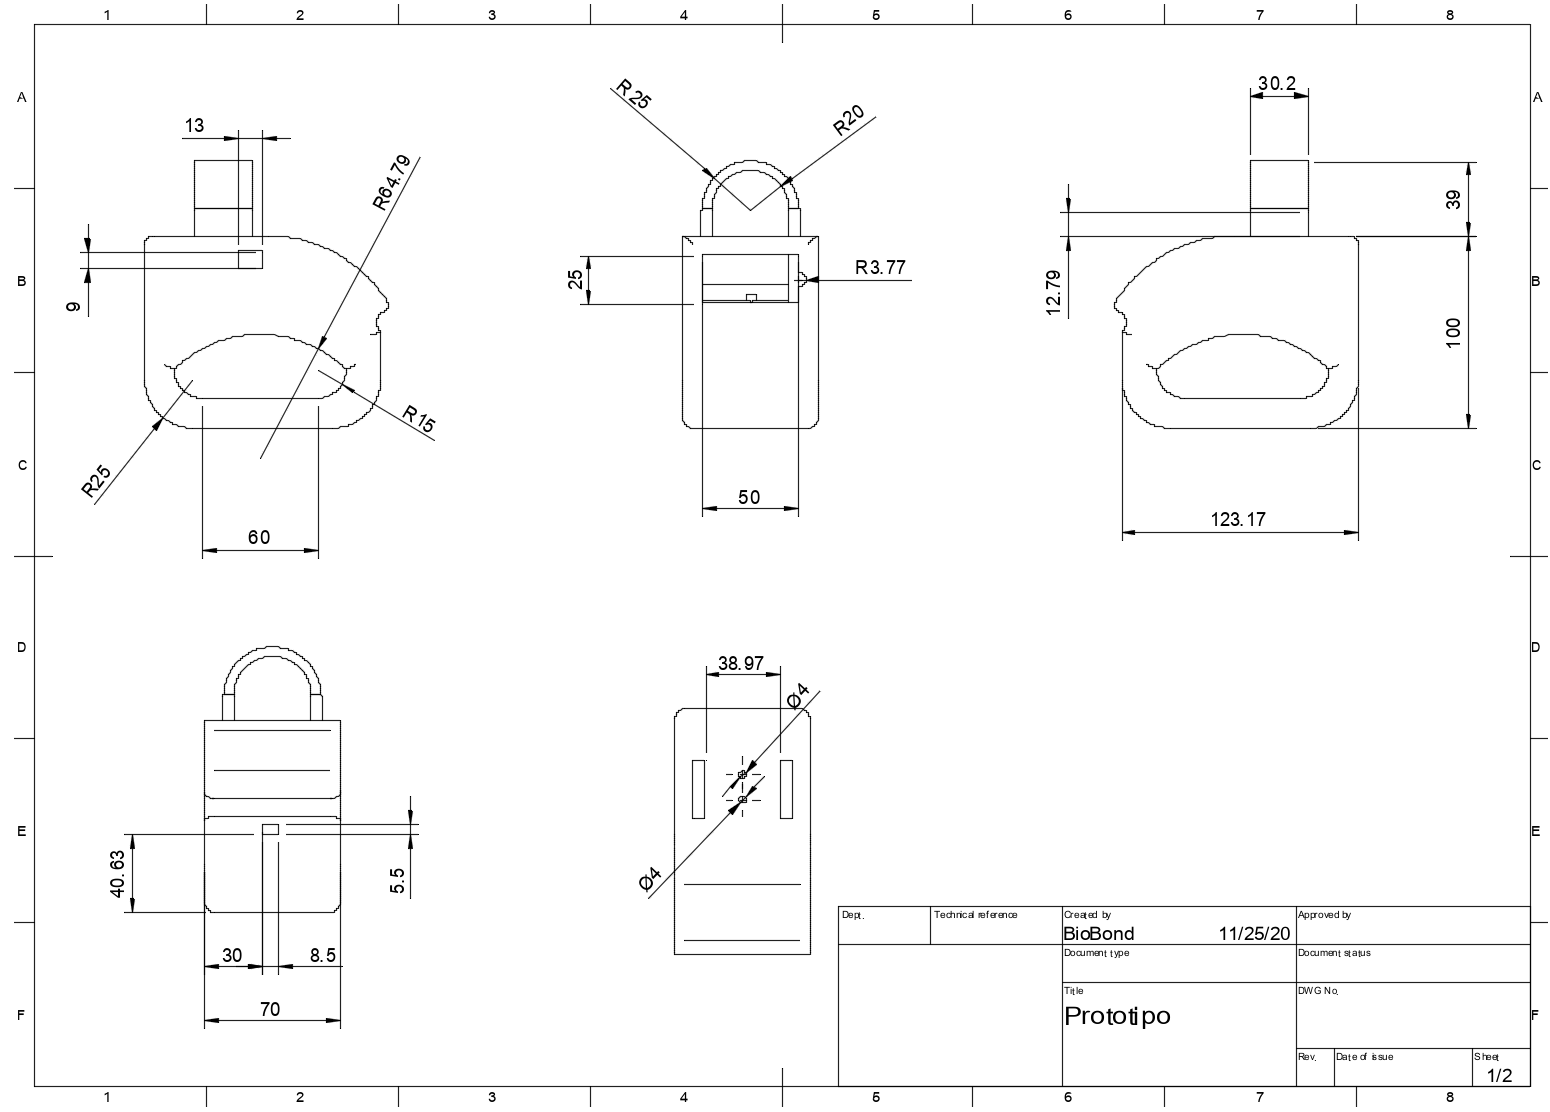 1 2 3 4 5 6 7 8
A A
B B
C C
D D
E E
F F
13
R64.79
9
R25
R15
60
R25
R20
25
R3.77
50
30.2
39
12.79
100
123.17
40.63
5.5
30
8.5
70
38.97
Ø4
Ø4
Dept.
Technical reference
Created by
Approved by
BioBond 11/25/20
Document type
Document status
Title
DWG No.
Prototipo
Rev.
Date of issue
Sheet
1/2
1 2 3 4 5 6 7 8